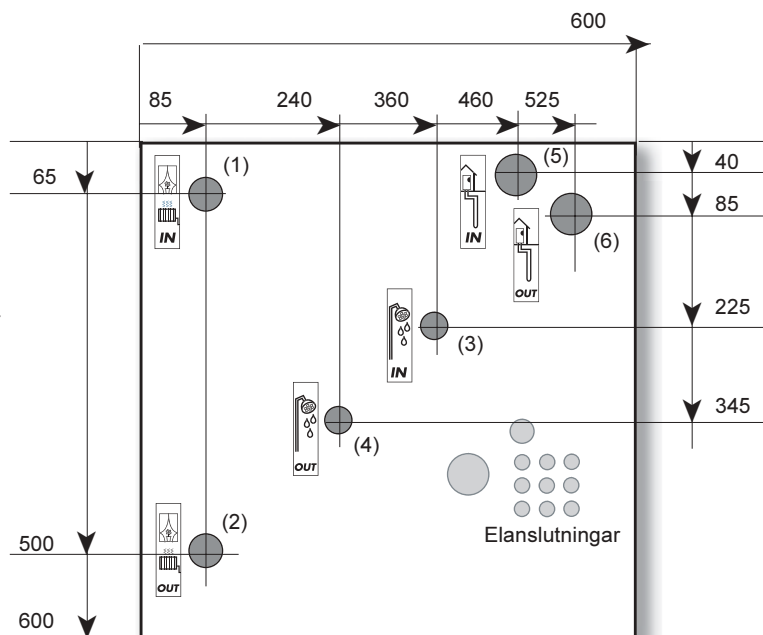 600
85 240 360 460 525
(1) (5)
65 40
IN IN 85
(6)
OUT
225
(3)
IN
345
(4)
OUT
(2) Elanslutningar
500
OUT
600